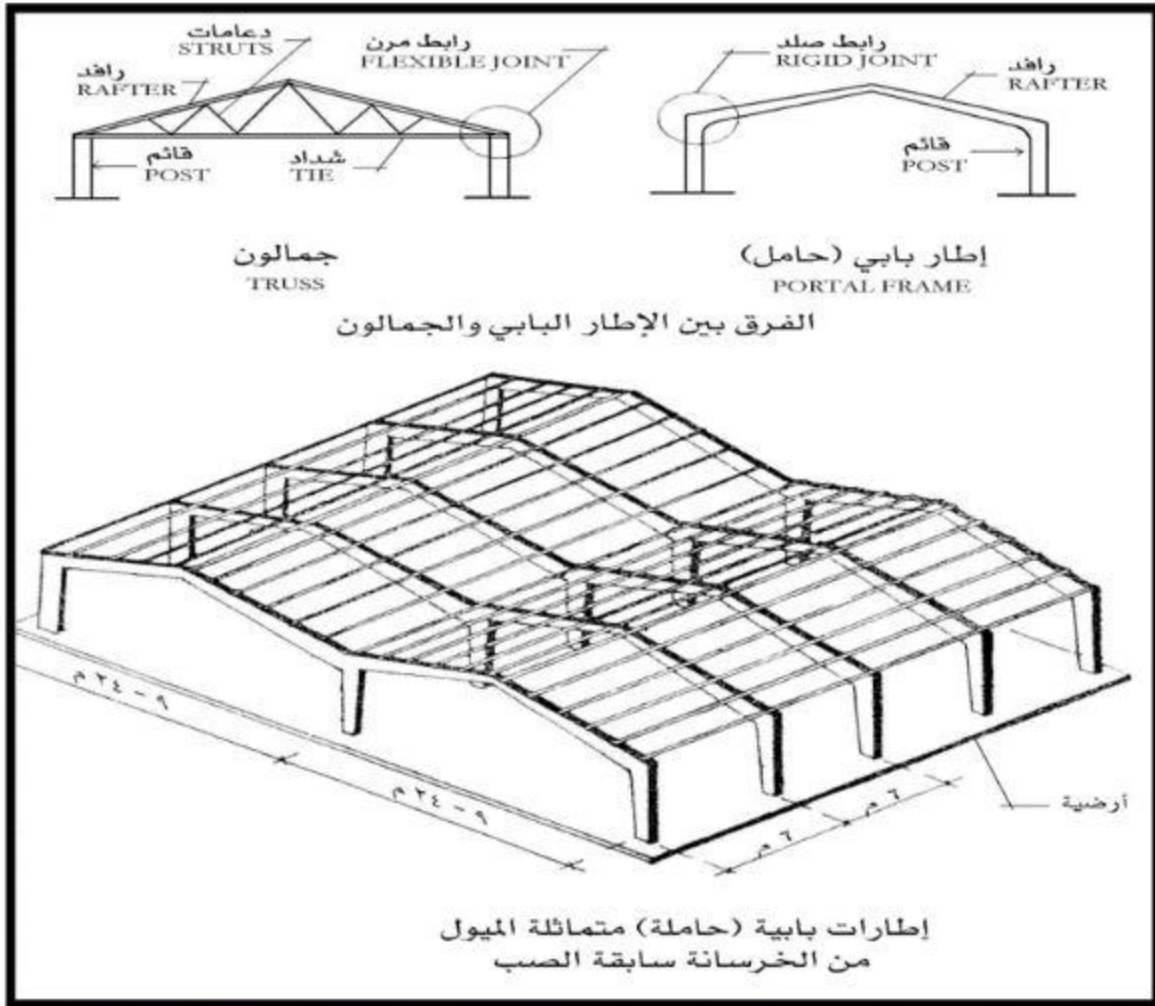 دعامات
STRUTS
رافد
RAFTER
رابط مرن
FLEXIBLE JOINT
قائم
POST
شداد
TIE
جمالون
TRUSS
رابط صلد
RIGID JOINT
رافد
RAFTER
قائم
POST
إطار بابي (حامل)
PORTAL FRAME
الفرق بين الإطار البابي والجمالون
٩ - ٢٤ م
٩ - ٢٤ م
٦ م
٦ م
أرضية
إطارات بابية (حاملة) متماثلة الميول
من الخرسانة سابقة الصب